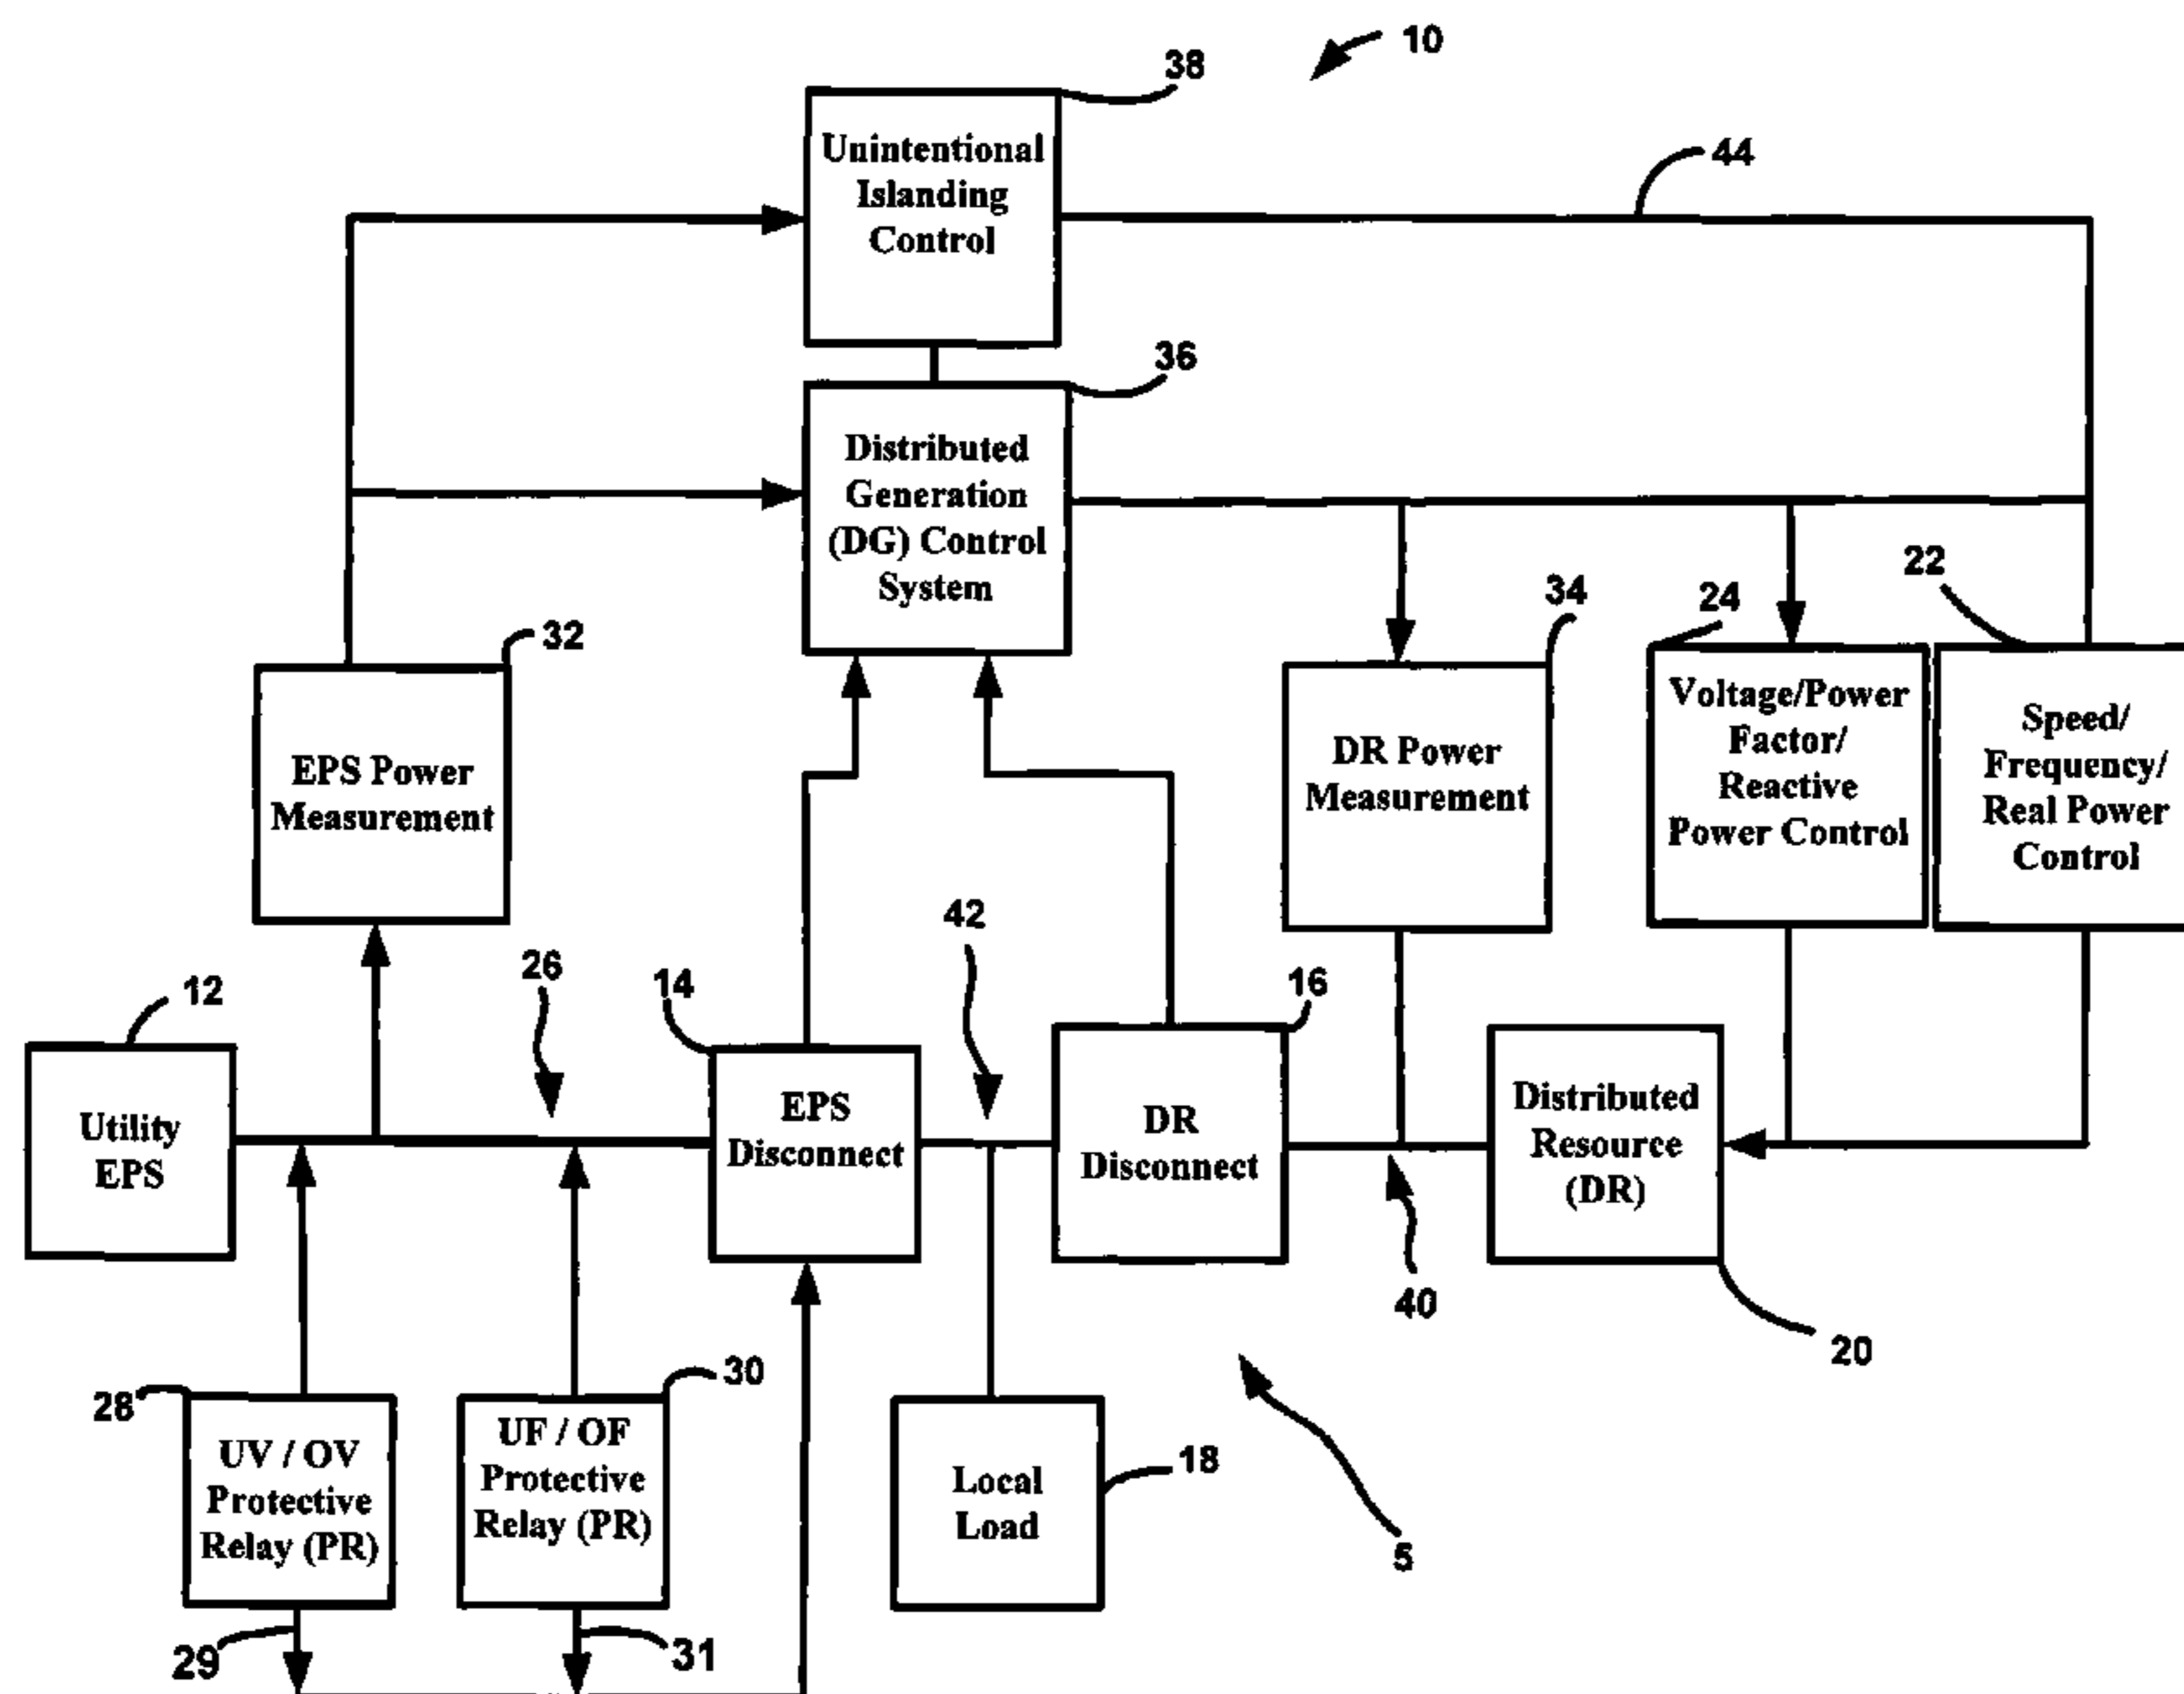 10
38
Unintentional
Islanding
Control
44
36
Distributed
Generation
(DG) Control
System
32
EPS Power
Measurement
34
DR Power
Measurement
24
Voltage/Power
Factor/
Reactive
Power Control
22
Speed/
Frequency/
Real Power
Control
12
Utility
EPS
26
14
EPS
Disconnect
42
16
DR
Disconnect
40
Distributed
Resource
(DR)
20
28
UV / OV
Protective
Relay (PR)
29
30
UF / OF
Protective
Relay (PR)
31
Local
Load
18
5